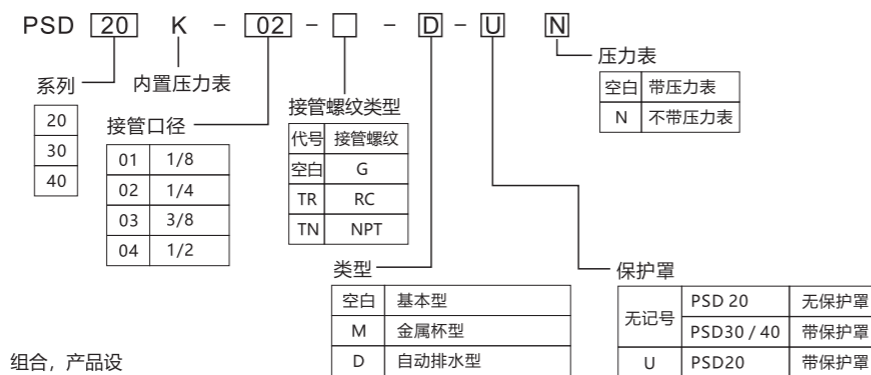 PSD 20 K - 02 - □ - D - U N
系列
20
30
40
内置压力表
接管口径
01 1/8
02 1/4
03 3/8
04 1/2
接管螺纹类型
代号 接管螺纹
空白 G
TR RC
TN NPT
压力表
空白 带压力表
N 不带压力表
类型
空白 基本型
M 金属杯型
D 自动排水型
保护罩
无记号 PSD 20 无保护罩
PSD30 / 40 带保护罩
U PSD20 带保护罩
组合，产品设